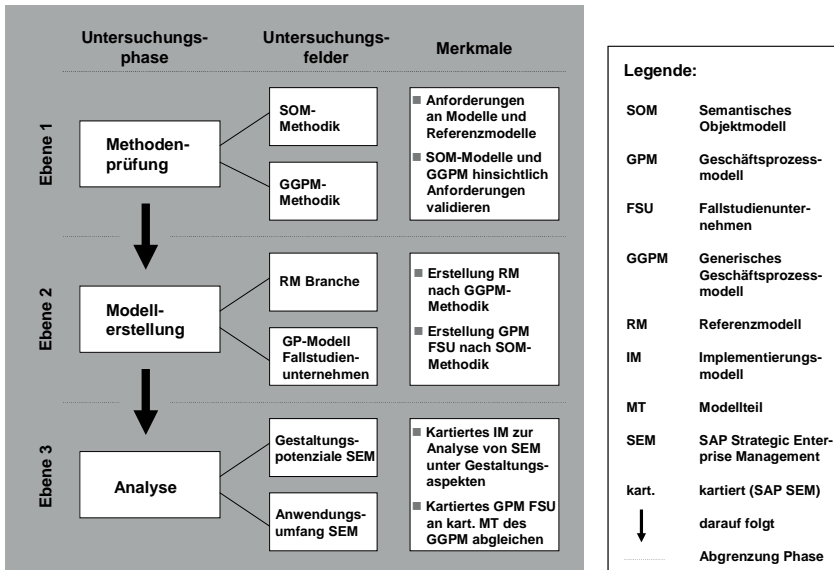 Untersuchungs-
phase
Untersuchungs-
felder
Merkmale
Ebene 1
Methoden-
prüfung
SOM-
Methodik
GGPM-
Methodik
Anforderungen
an Modelle und
Referenzmodelle
SOM-Modelle und
GGPM hinsichtlich
Anforderungen
validieren
Ebene 2
Modell-
erstellung
RM Branche
GP-Modell
Fallstudien-
unternehmen
Erstellung RM
nach GGPM-
Methodik
Erstellung GPM
FSU nach SOM-
Methodik
Ebene 3
Analyse
Gestaltungs-
potenziale SEM
Anwendungs-
umfang SEM
Kartiertes IM zur
Analyse von SEM
unter Gestaltungs-
aspekten
Kartiertes GPM FSU
an kart. MT des
GGPM abgleichen
Legende:
SOM Semantisches
Objektmodell
GPM Geschäftsprozess-
modell
FSU Fallstudienunter-
nehmen
GGPM Generisches
Geschäftsprozess-
modell
RM Referenzmodell
IM Implementierungs-
modell
MT Modellteil
SEM SAP Strategic Enter-
prise Management
kart. kartiert (SAP SEM)
darauf folgt
Abgrenzung Phase